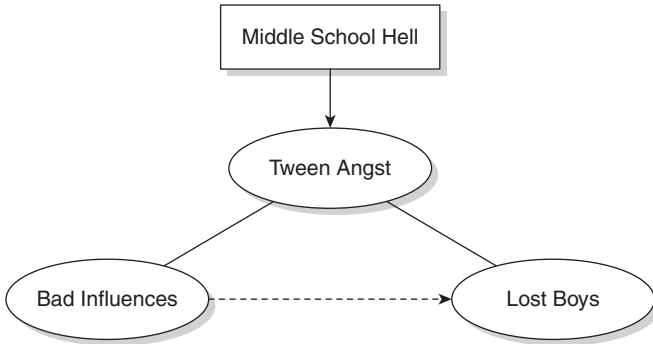 Middle School Hell
Tween Angst
Bad Influences
Lost Boys